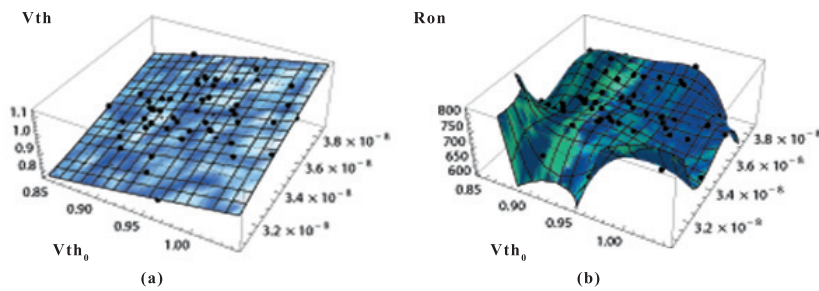 Vth
1.1
1.0
0.9
0.8
0.85
0.90
0.95
1.00
3.2 × 10⁻⁸
3.4 × 10⁻⁸
3.6 × 10⁻⁸
3.8 × 10⁻⁸
Vth₀
(a)
Ron
800
750
700
650
600
0.85
0.90
0.95
1.00
3.2 × 10⁻⁸
3.4 × 10⁻⁸
3.6 × 10⁻⁸
3.8 × 10⁻⁸
Vth₀
(b)